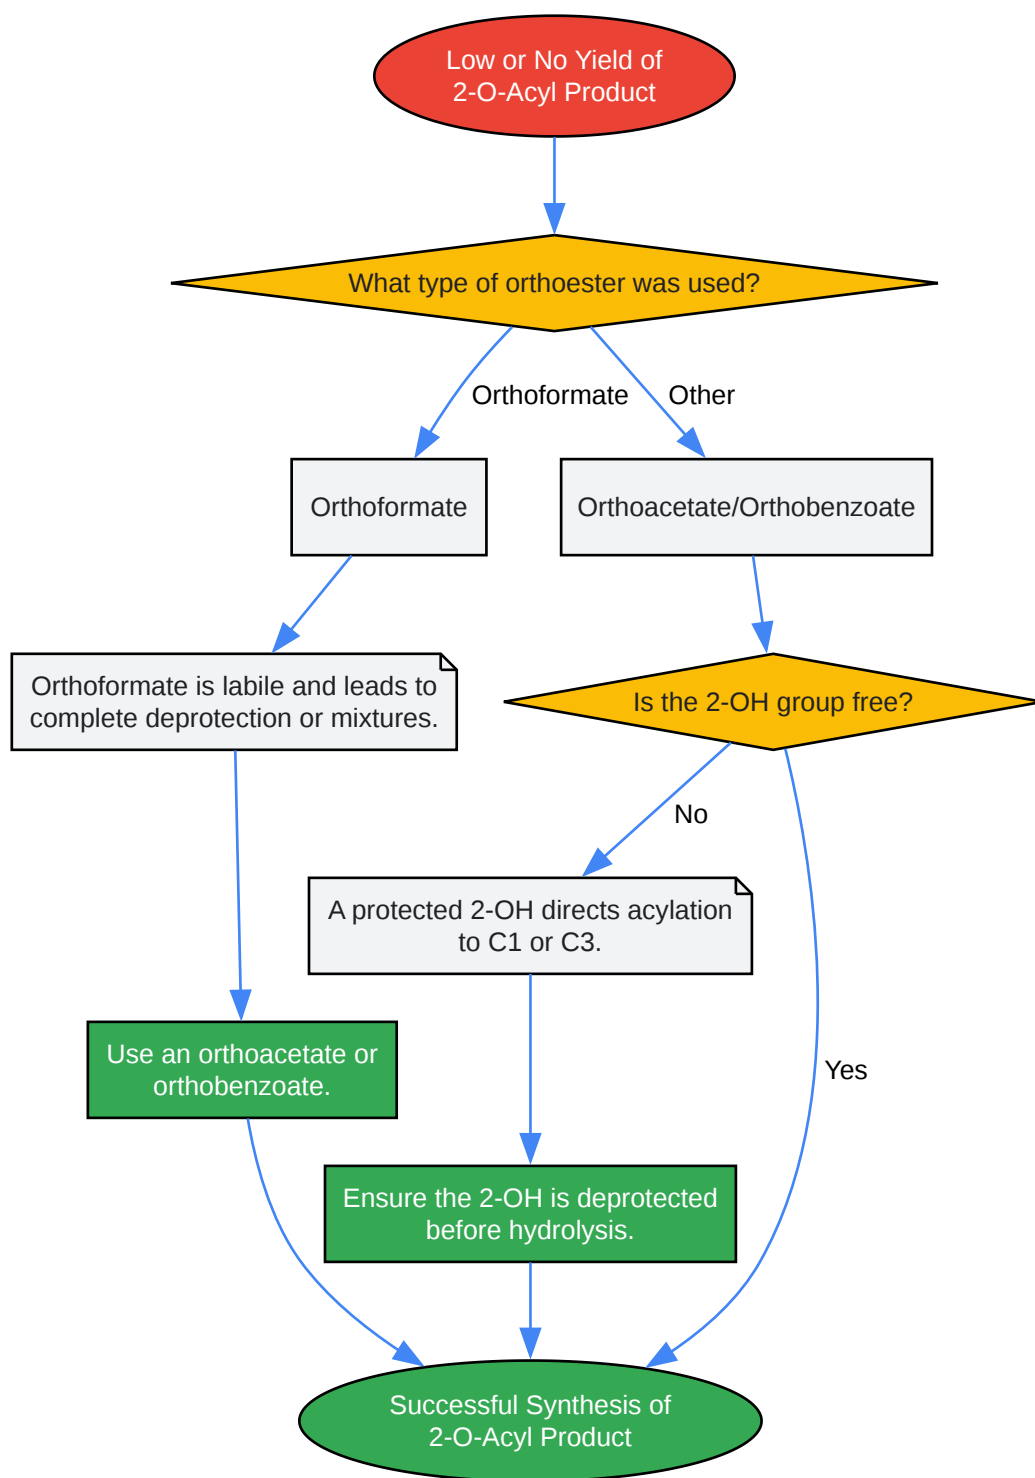 Low or No Yield of
2-O-Acyl Product
What type of orthoester was used?
Orthoformate
Other
Orthoformate
Orthoacetate/Orthobenzoate
Orthoformate is labile and leads to
complete deprotection or mixtures.
Is the 2-OH group free?
No
A protected 2-OH directs acylation
to C1 or C3.
Use an orthoacetate or
orthobenzoate.
Yes
Ensure the 2-OH is deprotected
before hydrolysis.
Successful Synthesis of
2-O-Acyl Product